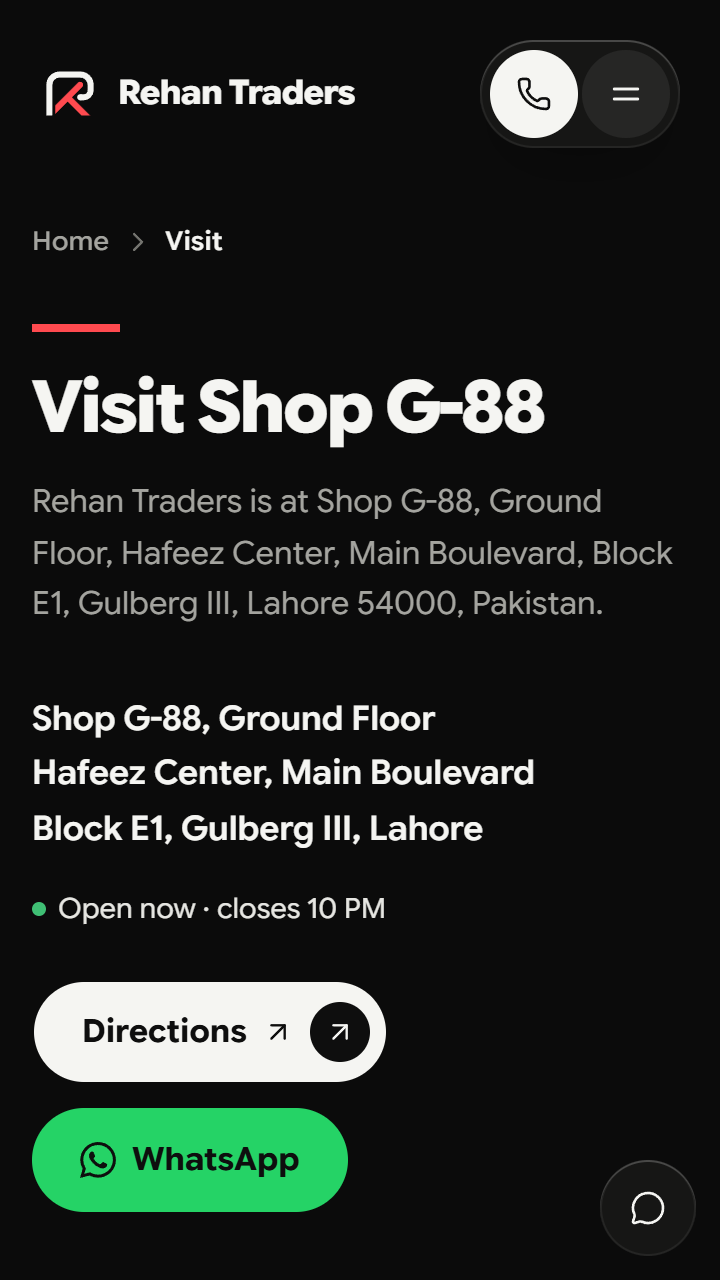 Rehan Traders
Home > Visit
Visit Shop G-88
Rehan Traders is at Shop G-88, Ground
Floor, Hafeez Center, Main Boulevard, Block
E1, Gulberg III, Lahore 54000, Pakistan.
Shop G-88, Ground Floor
Hafeez Center, Main Boulevard
Block E1, Gulberg III, Lahore
Open now · closes 10 PM
Directions
WhatsApp